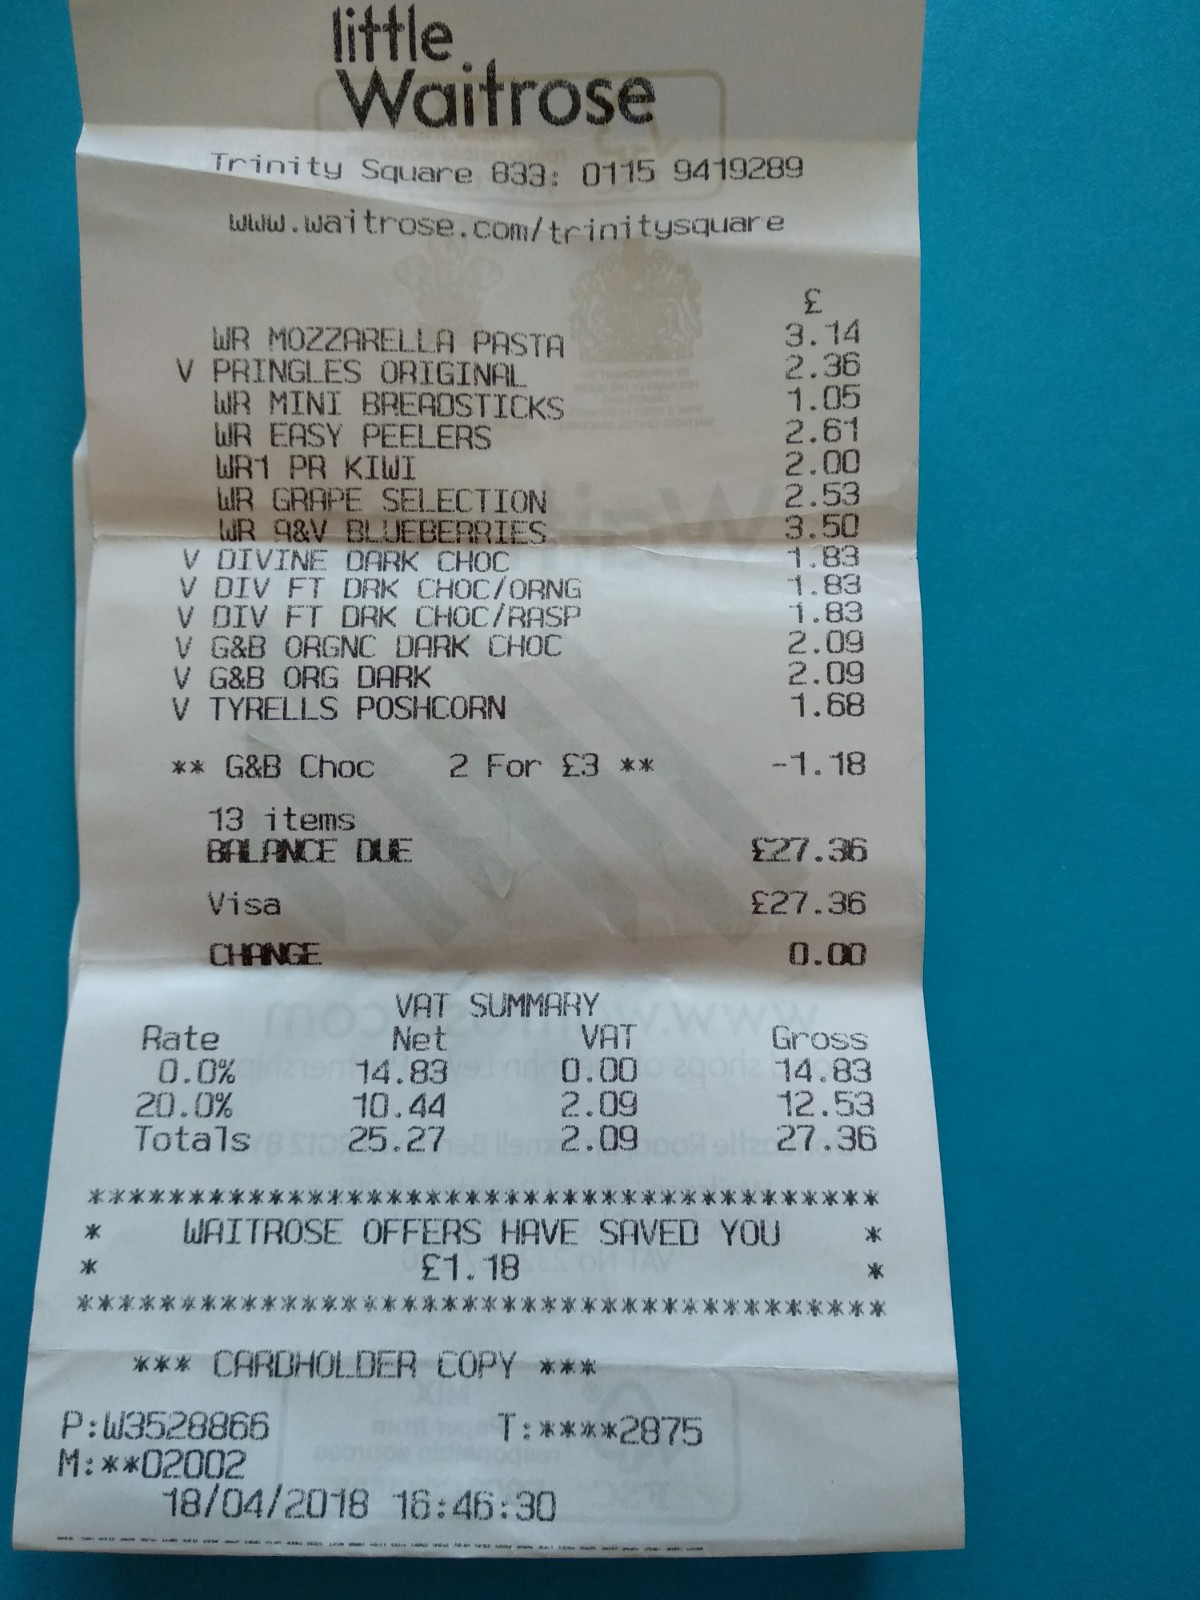 little
Waitrose
Trinity Square 833: 0115 9419289
www.waitrose.com/trinitysquare
£
WR MOZZARELLA PASTA 3.14
V PRINGLES ORIGINAL 2.36
WR MINI BREADSTICKS 1.05
WR EASY PEELERS 2.61
WR1 PR KIWI 2.00
WR GRAPE SELECTION 2.53
WR A&V BLUEBERRIES 3.50
V DIVINE DARK CHOC 1.83
V DIV FT DRK CHOC/ORNG 1.83
V DIV FT DRK CHOC/RASP 1.83
V G&B ORGNC DARK CHOC 2.09
V G&B ORG DARK 2.09
V TYRELLS POSHCORN 1.68
** G&B Choc 2 For £3 ** -1.18
13 items
BALANCE DUE £27.36
Visa £27.36
CHANGE 0.00
VAT SUMMARY
Rate Net VAT Gross
0.0% 14.83 0.00 14.83
20.0% 10.44 2.09 12.53
Totals 25.27 2.09 27.36
****************************************
* WAITROSE OFFERS HAVE SAVED YOU *
* £1.18 *
****************************************
*** CARDHOLDER COPY ***
P:W3528866 T:****2875
M:**02002
18/04/2018 16:46:30